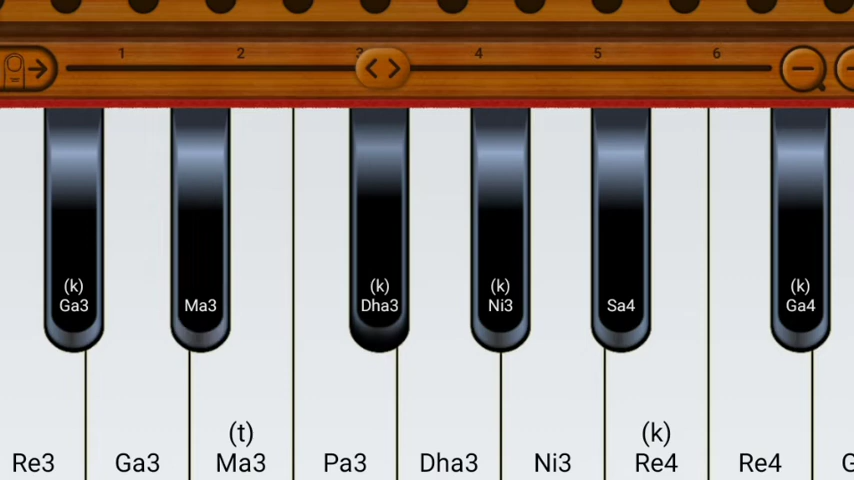 1 2 3 4 5 6
(k) (k) (k) (k)
Ga3 Ma3 Dha3 Ni3 Sa4 Ga4
(t) (k)
Re3 Ga3 Ma3 Pa3 Dha3 Ni3 Re4 Re4 G